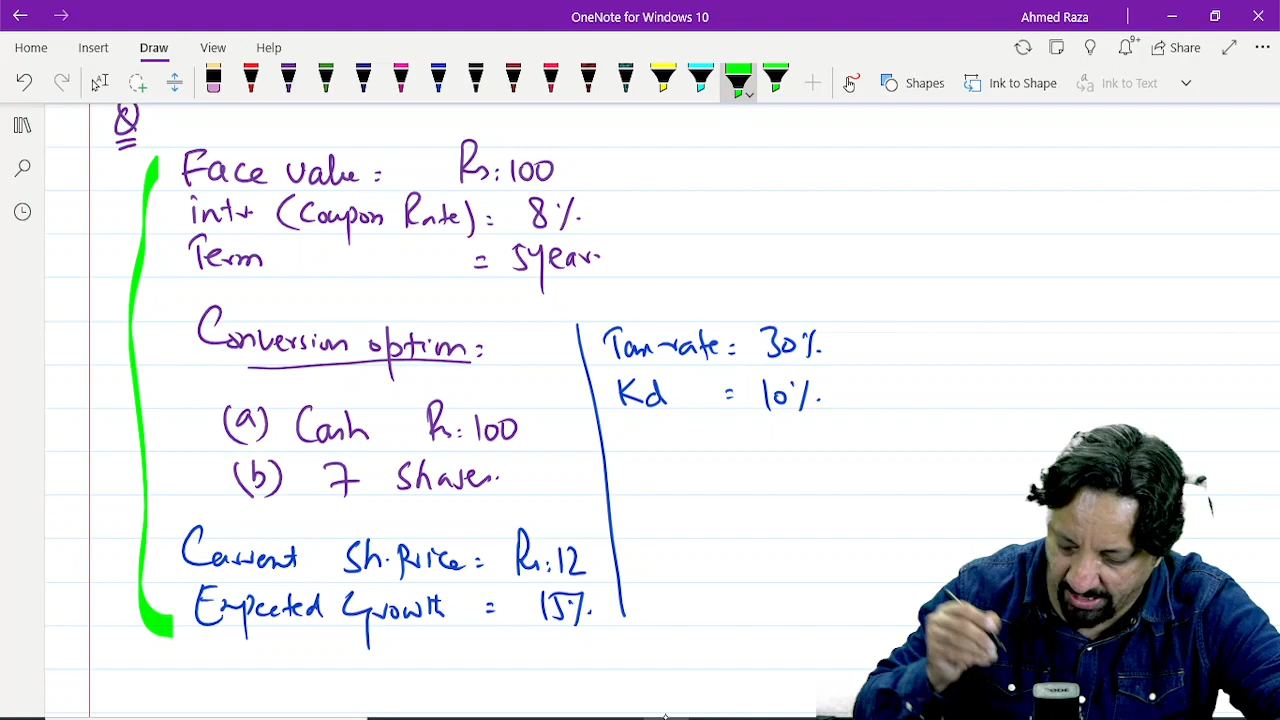 OneNote for Windows 10
Ahmed Raza
Home Insert Draw View Help
9+ Share
Shapes Ink to Shape Ink to Text
Q
Face value: Rs: 100
int+ (Coupon Rate): 8%.
Term = 5year.
Conversion option:
(a) Cash Rs: 100
(b) 7 Shares.
Current Sh. Price = Rs: 12
Expected Growth = 15%.
Tax rate = 30%.
Kd = 10%.